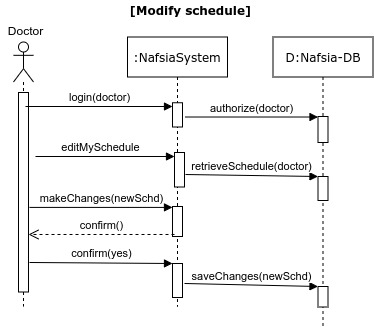 [Modify schedule]
Doctor
:NafsiaSystem
D:Nafsia-DB
login(doctor)
authorize(doctor)
editMySchedule
retrieveSchedule(doctor)
makeChanges(newSchd)
confirm()
confirm(yes)
saveChanges(newSchd)